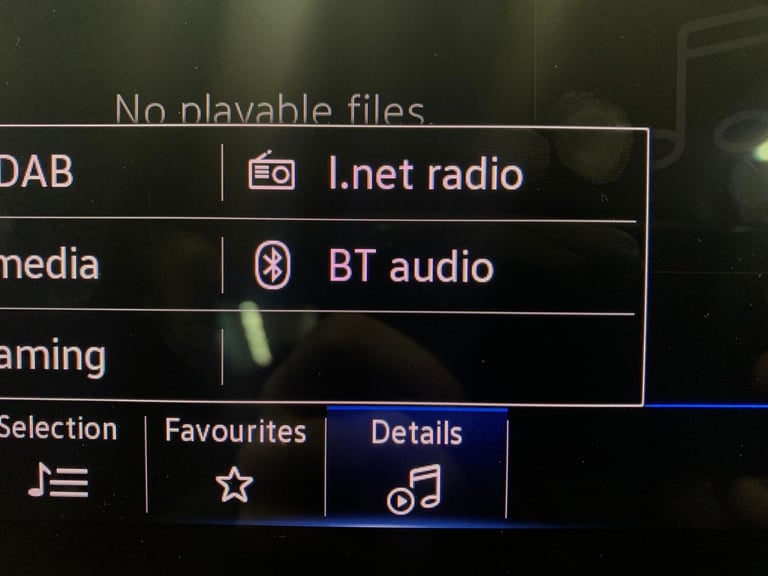 No playable files.
DAB
I.net radio
media
BT audio
aming
Selection
Favourites
Details